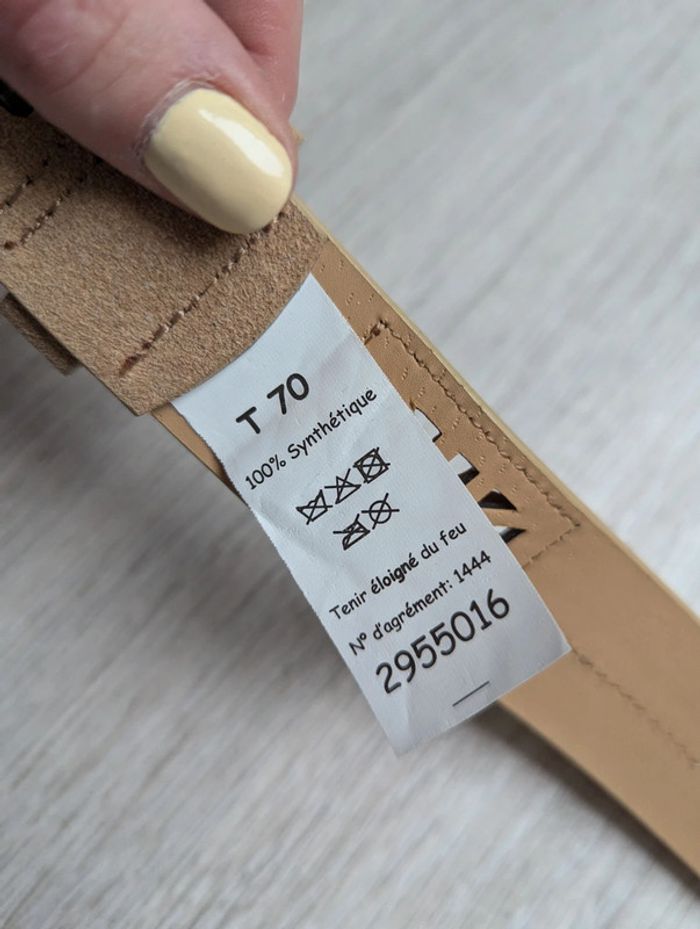 T 70
100% Synthétique
Tenir éloigné du feu
N° d'agrément: 1444
2955016